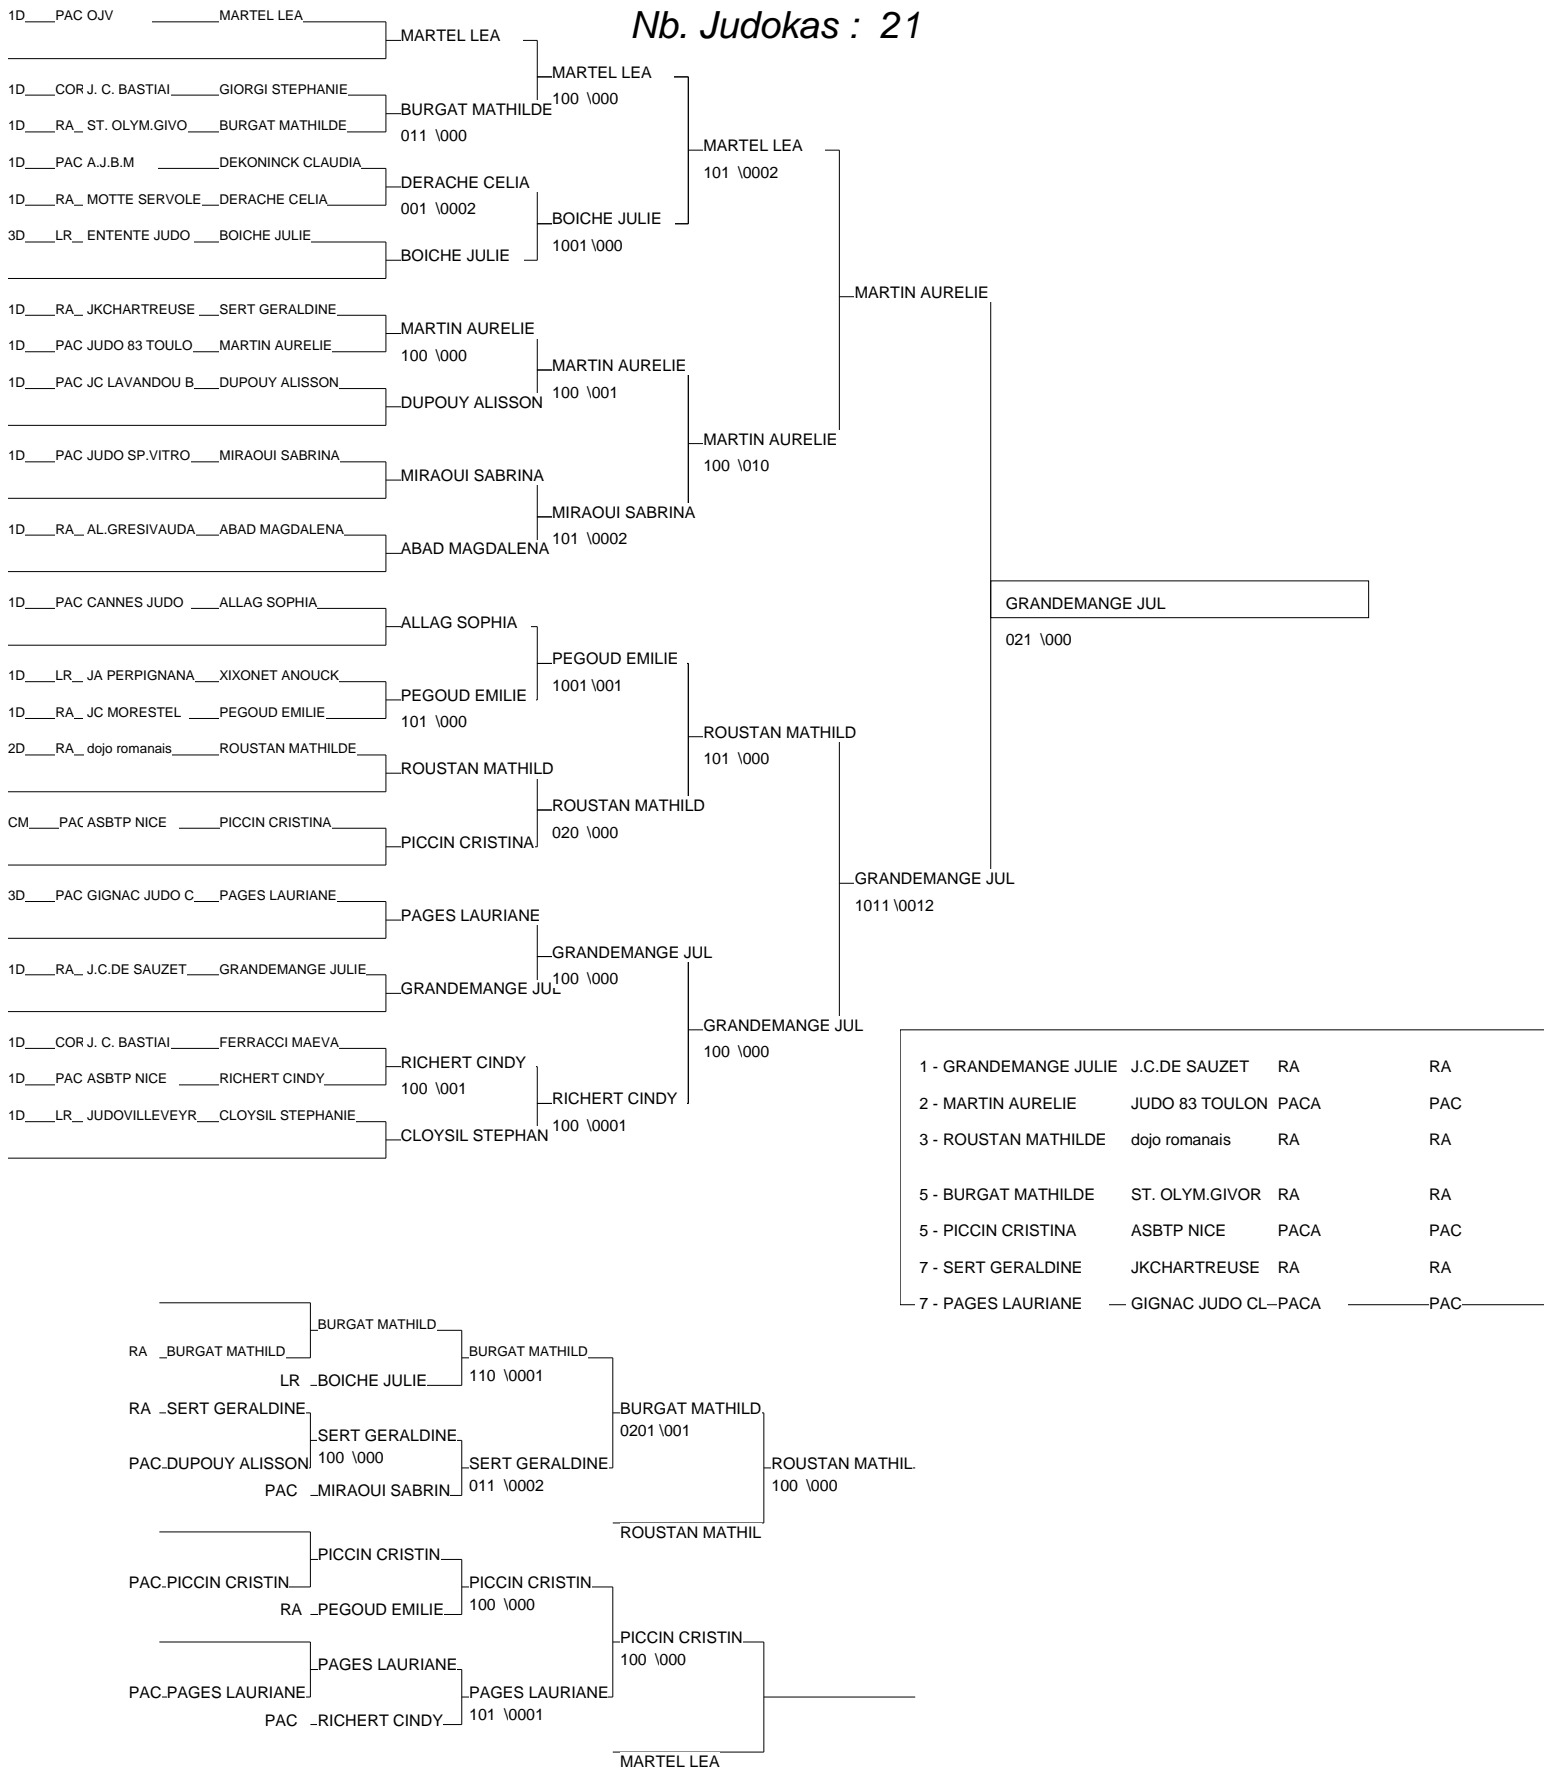 Nb. Judokas : 21
1D PAC OJV MARTEL LEA
MARTEL LEA
MARTEL LEA
100 \000
1D COR J. C. BASTIAI GIORGI STEPHANIE
BURGAT MATHILDE
011 \000
1D RA ST. OLYM.GIVO BURGAT MATHILDE
MARTEL LEA
101 \0002
1D PAC A.J.B.M DEKONINCK CLAUDIA
DERACHE CELIA
001 \0002
1D RA MOTTE SERVOLE DERACHE CELIA
BOICHE JULIE
1001 \000
3D LR ENTENTE JUDO BOICHE JULIE
BOICHE JULIE
MARTIN AURELIE
1D RA JKCHARTREUSE SERT GERALDINE
MARTIN AURELIE
100 \000
1D PAC JUDO 83 TOULO MARTIN AURELIE
MARTIN AURELIE
100 \001
1D PAC JC LAVANDOU B DUPOUY ALISSON
DUPOUY ALISSON
MARTIN AURELIE
100 \010
1D PAC JUDO SP.VITRO MIRAOUI SABRINA
MIRAOUI SABRINA
MIRAOUI SABRINA
101 \0002
1D RA AL.GRESIVAUDA ABAD MAGDALENA
ABAD MAGDALENA
GRANDEMANGE JUL
021 \000
1D PAC CANNES JUDO ALLAG SOPHIA
ALLAG SOPHIA
PEGOUD EMILIE
1001 \001
1D LR JA PERPIGNANA XIXONET ANOUCK
PEGOUD EMILIE
101 \000
1D RA JC MORESTEL PEGOUD EMILIE
ROUSTAN MATHILD
101 \000
2D RA dojo romanais ROUSTAN MATHILDE
ROUSTAN MATHILD
ROUSTAN MATHILD
020 \000
CM PAC ASBTP NICE PICCIN CRISTINA
PICCIN CRISTINA
GRANDEMANGE JUL
1011 \0012
3D PAC GIGNAC JUDO C PAGES LAURIANE
PAGES LAURIANE
GRANDEMANGE JUL
100 \000
1D RA J.C.DE SAUZET GRANDEMANGE JULIE
GRANDEMANGE JUL
GRANDEMANGE JUL
100 \000
1D COR J. C. BASTIAI FERRACCI MAEVA
RICHERT CINDY
100 \001
1D PAC ASBTP NICE RICHERT CINDY
RICHERT CINDY
100 \0001
1D LR JUDOVILLEVEYR CLOYSIL STEPHANIE
CLOYSIL STEPHAN
1 - GRANDEMANGE JULIE J.C.DE SAUZET RA RA
2 - MARTIN AURELIE JUDO 83 TOULON PACA PAC
3 - ROUSTAN MATHILDE dojo romanais RA RA
5 - BURGAT MATHILDE ST. OLYM.GIVOR RA RA
5 - PICCIN CRISTINA ASBTP NICE PACA PAC
7 - SERT GERALDINE JKCHARTREUSE RA RA
7 - PAGES LAURIANE GIGNAC JUDO CL PACA PAC
BURGAT MATHILD
RA BURGAT MATHILD
BURGAT MATHILD
110 \0001
LR BOICHE JULIE
RA SERT GERALDINE
BURGAT MATHILD
0201 \001
SERT GERALDINE
100 \000
PAC DUPOUY ALISSON
SERT GERALDINE
011 \0002
ROUSTAN MATHIL
100 \000
PAC MIRAOUI SABRIN
ROUSTAN MATHIL
PICCIN CRISTIN
PAC PICCIN CRISTIN
PICCIN CRISTIN
100 \000
RA PEGOUD EMILIE
PICCIN CRISTIN
100 \000
PAGES LAURIANE
PAC PAGES LAURIANE
PAGES LAURIANE
101 \0001
PAC RICHERT CINDY
MARTEL LEA